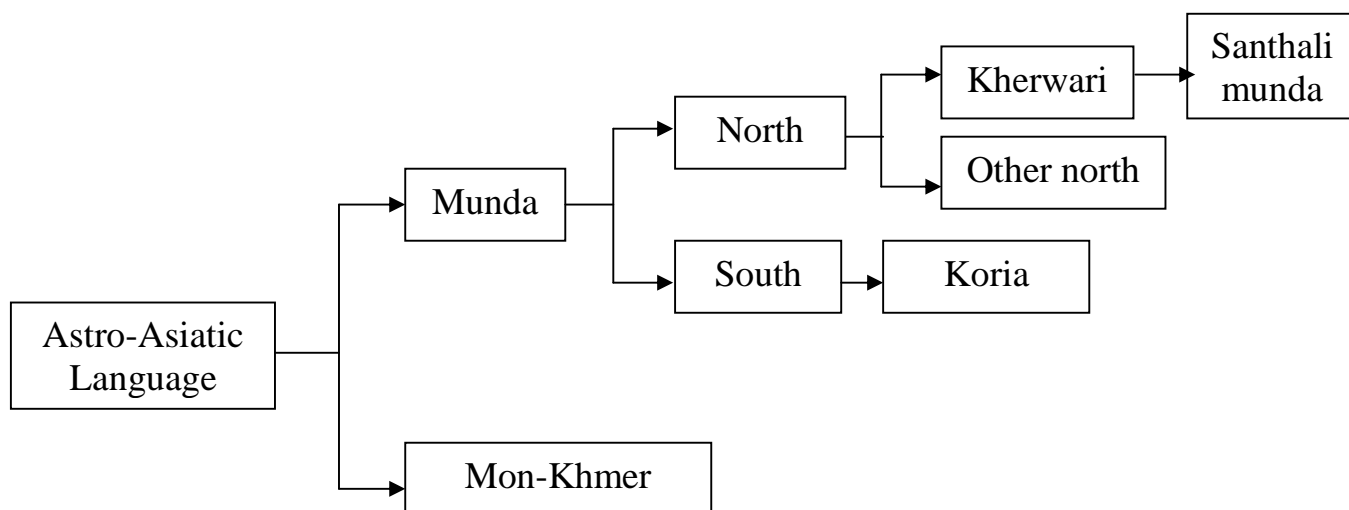 Santhali
munda
Kherwari
North
Other north
Munda
South
Koria
Astro-Asiatic
Language
Mon-Khmer